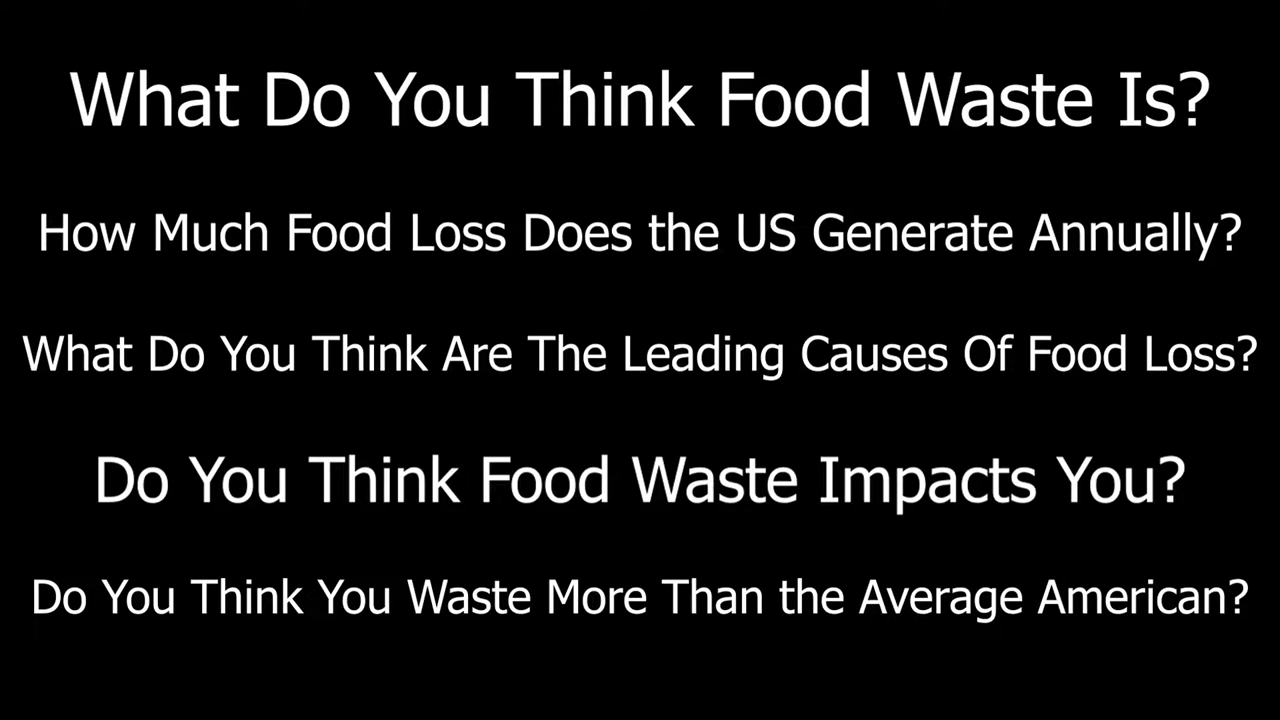 What Do You Think Food Waste Is?
How Much Food Loss Does the US Generate Annually?
What Do You Think Are The Leading Causes Of Food Loss?
Do You Think Food Waste Impacts You?
Do You Think You Waste More Than the Average American?